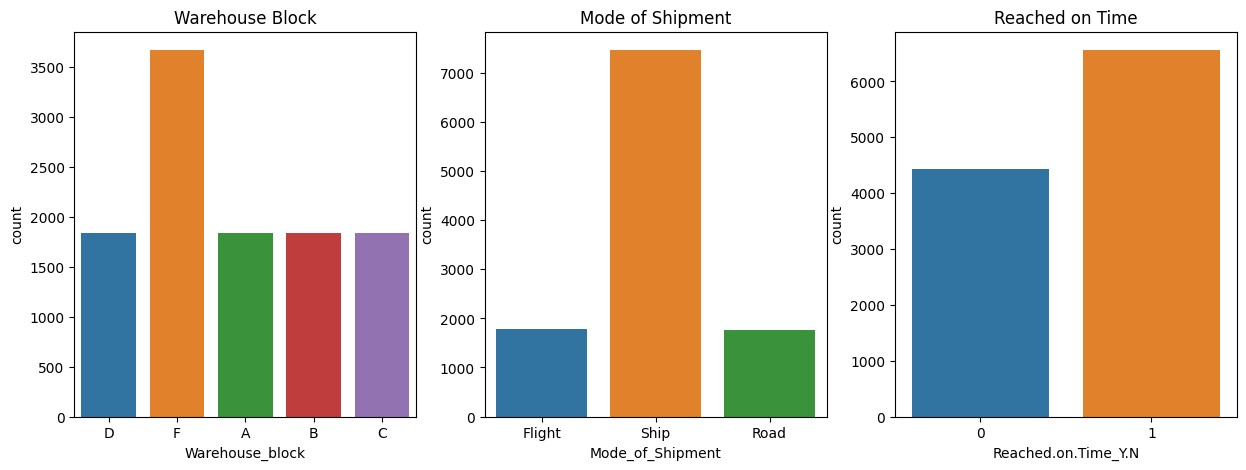 Warehouse Block
count
3500
3000
2500
2000
1500
1000
500
0
D F A B C
Warehouse_block
Mode of Shipment
count
7000
6000
5000
4000
3000
2000
1000
0
Flight Ship Road
Mode_of_Shipment
Reached on Time
count
6000
5000
4000
3000
2000
1000
0
0 1
Reached.on.Time_Y.N